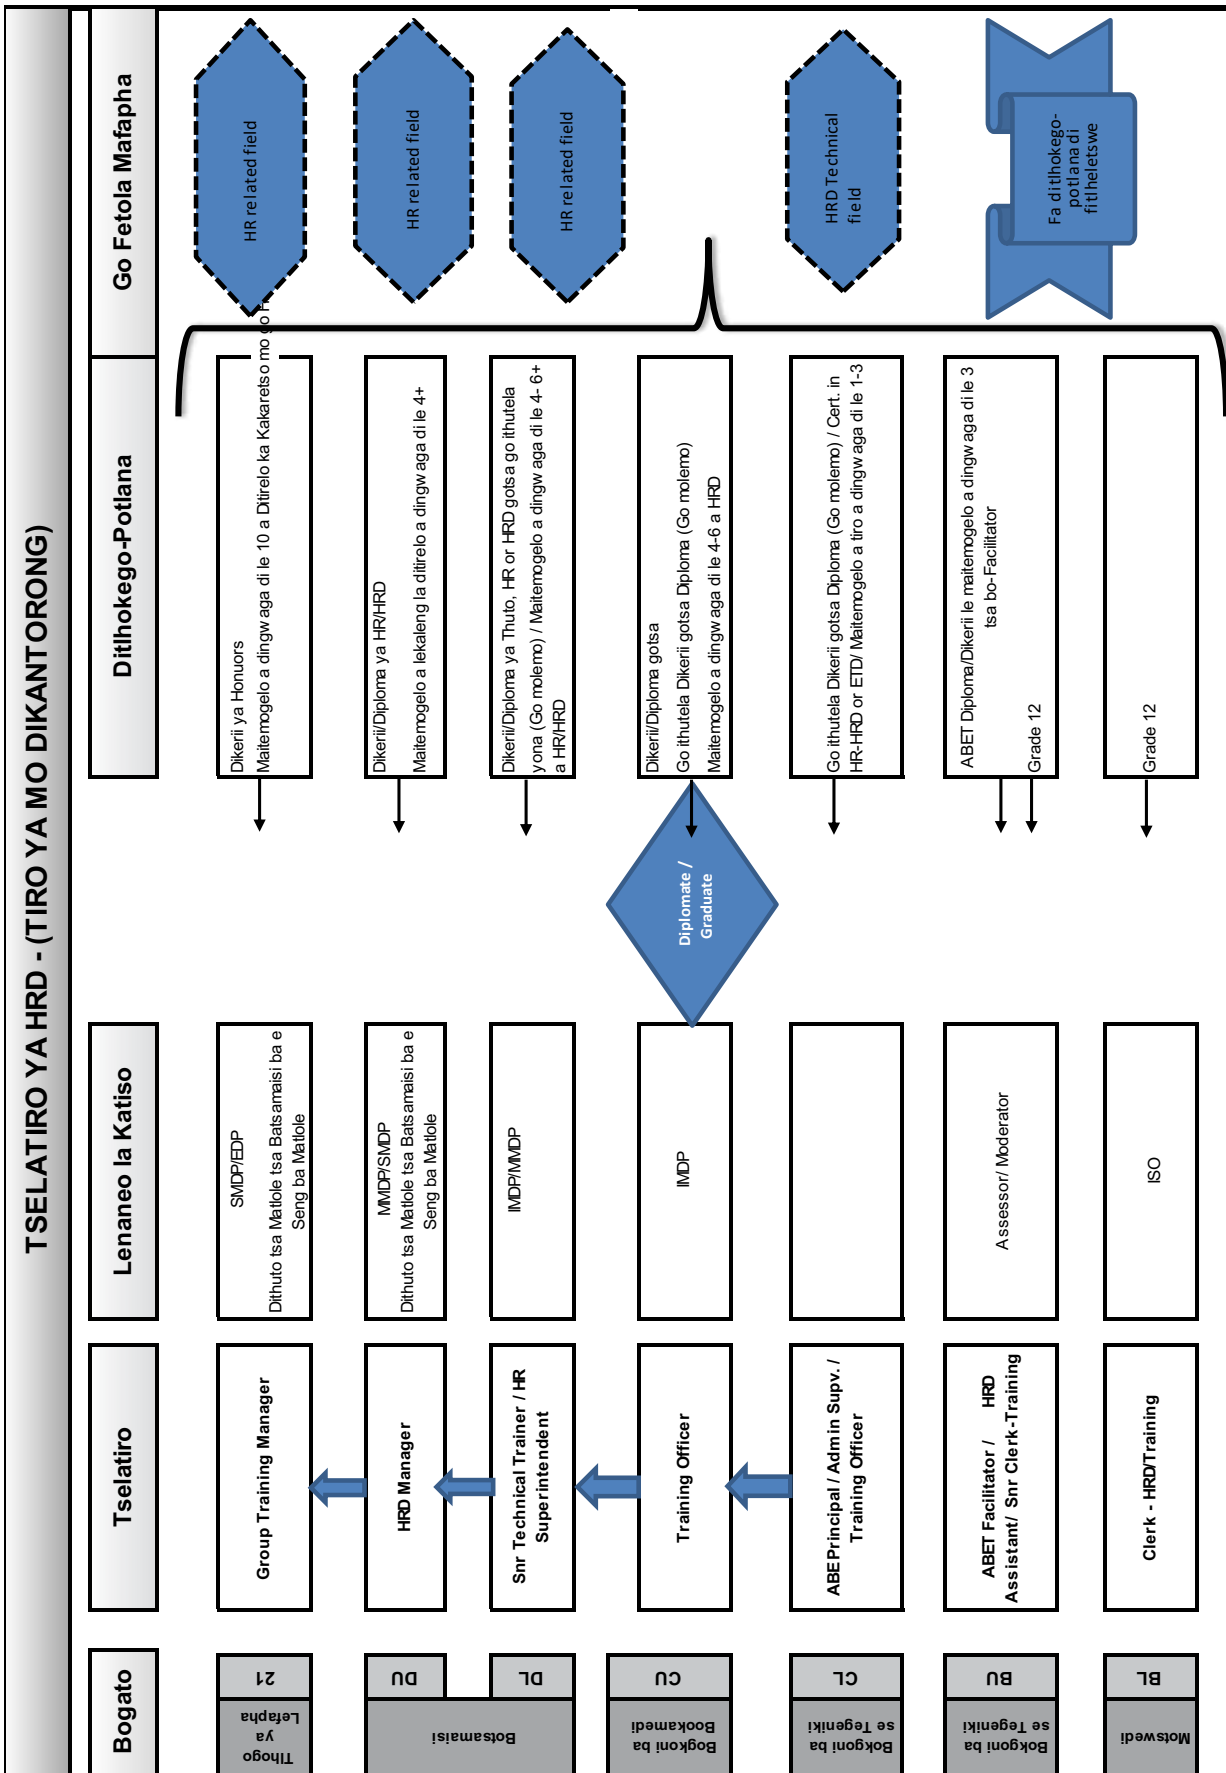 TSELATIRO YA HRD - (TIRO YA MO DIKANTORONG)
Bogato
Tselatiro
Lenaneo la Katiso
Ditlhokego-Potlana
Go Fetola Mafapha
Tlhogo
ya
Lefapha
21
Group Training Manager
SMDP/EDP
Dithuto tsa Matlole tsa Batsamaisi ba e
Seng ba Matlole
Dikerii ya Honuors
Maitemogelo a dingwaga di le 10 a Ditirelo ka Kakaretso mo go
HR related field
Botsamaisi
DU
HRD Manager
MMDP/SMDP
Dithuto tsa Matlole tsa Batsamaisi ba e
Seng ba Matlole
Dikerii/Diploma ya HR/HRD
Maitemogelo a lekaleng la ditirelo a dingwaga di le 4+
HR related field
DL
Snr Technical Trainer / HR
Superintendent
IMDP/MMDP
Dikerii/Diploma ya Thuto, HR or HRD gotsa go ithutela
yona (Go molemo) / Maitemogelo a dingwaga di le 4- 6+
a HR/HRD
HR related field
Bogkoni ba
Bookamedi
CU
Training Officer
IMDP
Diplomate /
Graduate
Dikerii/Diploma gotsa
Go ithutela Dikerii gotsa Diploma (Go molemo)
Maitemogelo a dingwaga di le 4-6 a HRD
Bokgoni ba
se Tegeniki
CL
ABE Principal / Admin Supv. /
Training Officer
Go ithutela Dikerii gotsa Diploma (Go molemo) / Cert. in
HR-HRD or ETD/ Maitemogelo a tiro a dingwaga di le 1-3
HRD Technical
field
Bokgoni ba
se Tegeniki
BU
ABET Facilitator / HRD
Assistant/ Snr Clerk-Training
Assessor/ Moderator
ABET Diploma/Dikerii le maitemogelo a dingwaga di le 3
tsa bo-Facilitator
Grade 12
Fa ditlhokego-
potlana di
fitlheletswe
Motswedi
BL
Clerk - HRD/Training
ISO
Grade 12